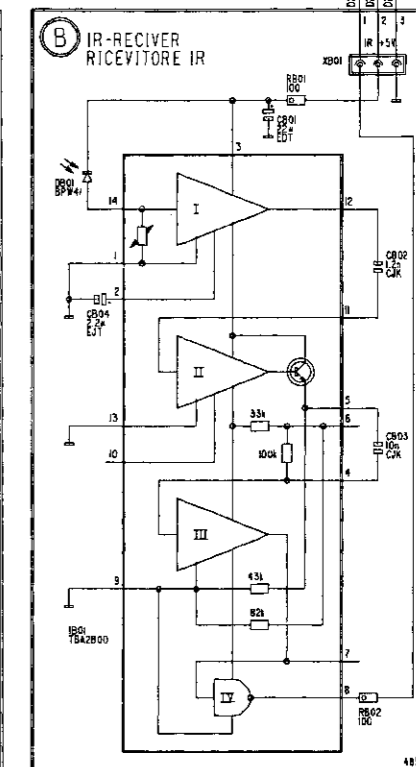 B
IR-RECIVER
RICEVITORE IR
1 2 3
IR +5V
XB01
RB01
100
CB01
EDT
3
DB01
BPW41
14
I
12
1
2
CB04
2.2µ
EJT
CB02
1.2n
CJK
11
II
13
10
33k
100k
5
6
4
CB03
10n
CJK
III
9
43k
82k
IB01
TBA2800
7
IV
8
RB02
100